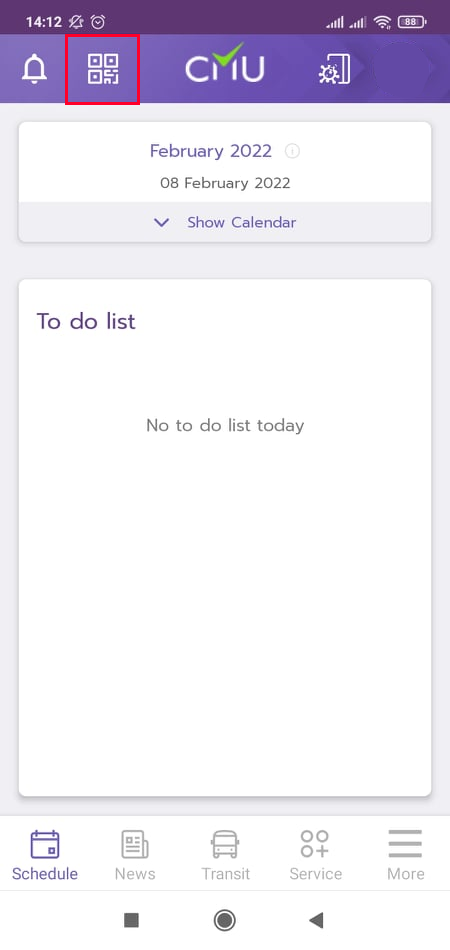 14:12 88
CMU
February 2022
08 February 2022
Show Calendar
To do list
No to do list today
Schedule News Transit Service More